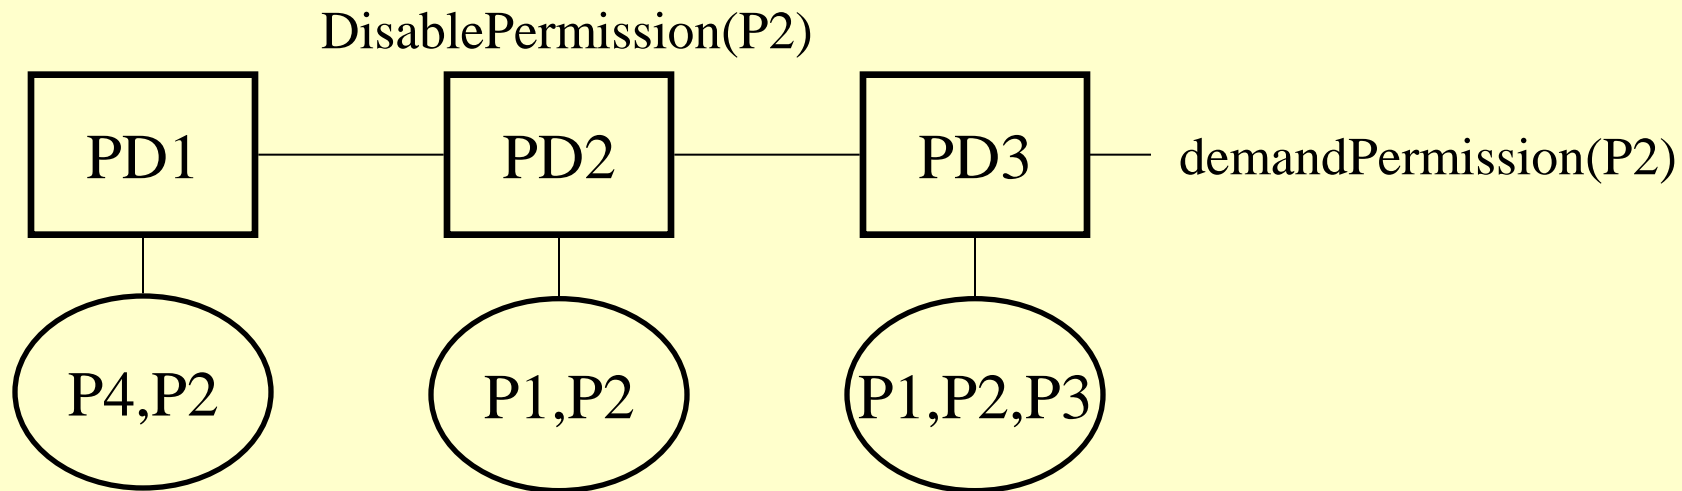 DisablePermission(P2)
PD1
PD2
PD3
demandPermission(P2)
P4,P2
P1,P2
P1,P2,P3